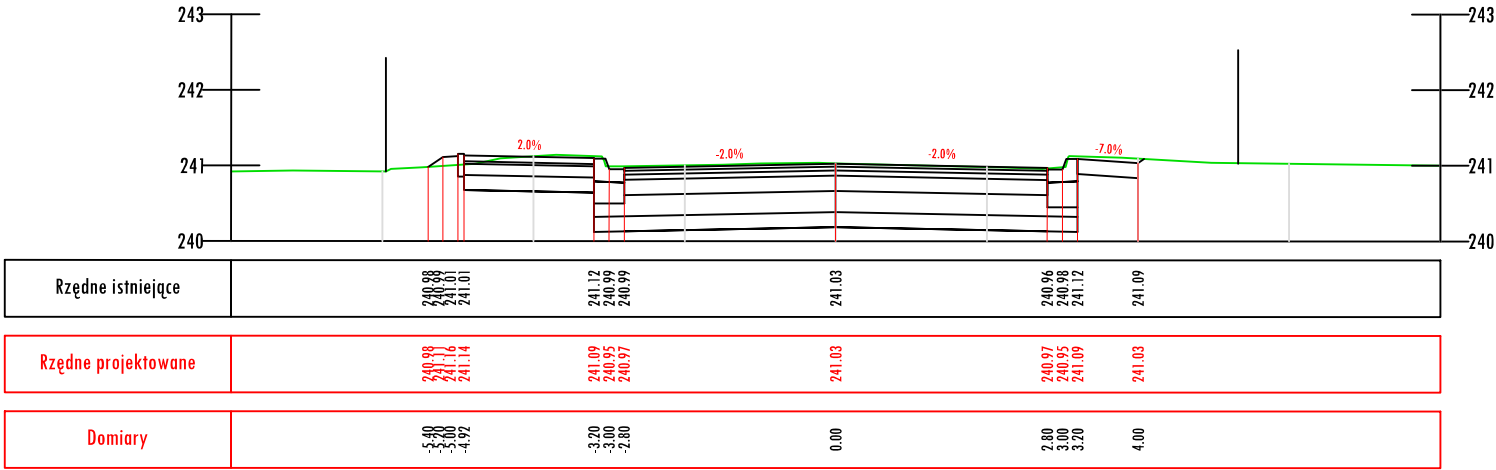 243 243
242 242
2.0% -2.0% -2.0% -7.0%
241 241
240 240
Rzędne istniejące 240.98 240.99 241.01 241.01 241.12 240.99 240.99 241.03 240.96 240.98 241.12 241.09
Rzędne projektowane 240.98 241.11 241.16 241.14 241.09 240.95 240.97 241.03 240.97 240.95 241.09 241.03
Domiary -5.40 -5.20 -5.00 -4.92 -3.20 -3.00 -2.80 0.00 2.80 3.00 3.20 4.00